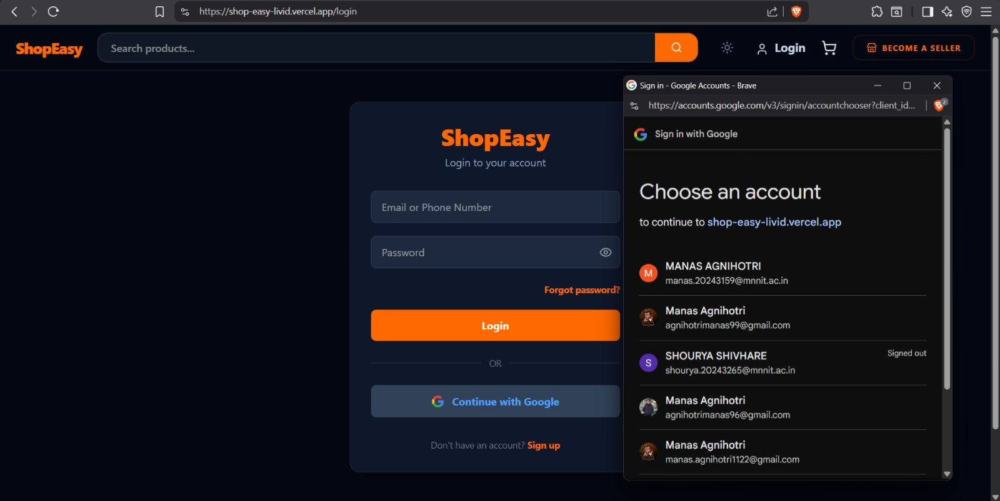 https://shop-easy-livid.vercel.app/login
ShopEasy
Search products...
Login
BECOME A SELLER
ShopEasy
Login to your account
Email or Phone Number
Password
Forgot password?
Login
OR
Continue with Google
Don't have an account? Sign up
Sign in - Google Accounts - Brave
https://accounts.google.com/v3/signin/accountchooser?client_id...
2
Sign in with Google
Choose an account
to continue to shop-easy-livid.vercel.app
M
MANAS AGNIHOTRI
manas.20243159@mnnit.ac.in
Manas Agnihotri
agnihotrimanas99@gmail.com
S
SHOURYA SHIVHARE
Signed out
shourya.20243265@mnnit.ac.in
Manas Agnihotri
agnihotrimanas96@gmail.com
Manas Agnihotri
manas.agnihotri1122@gmail.com